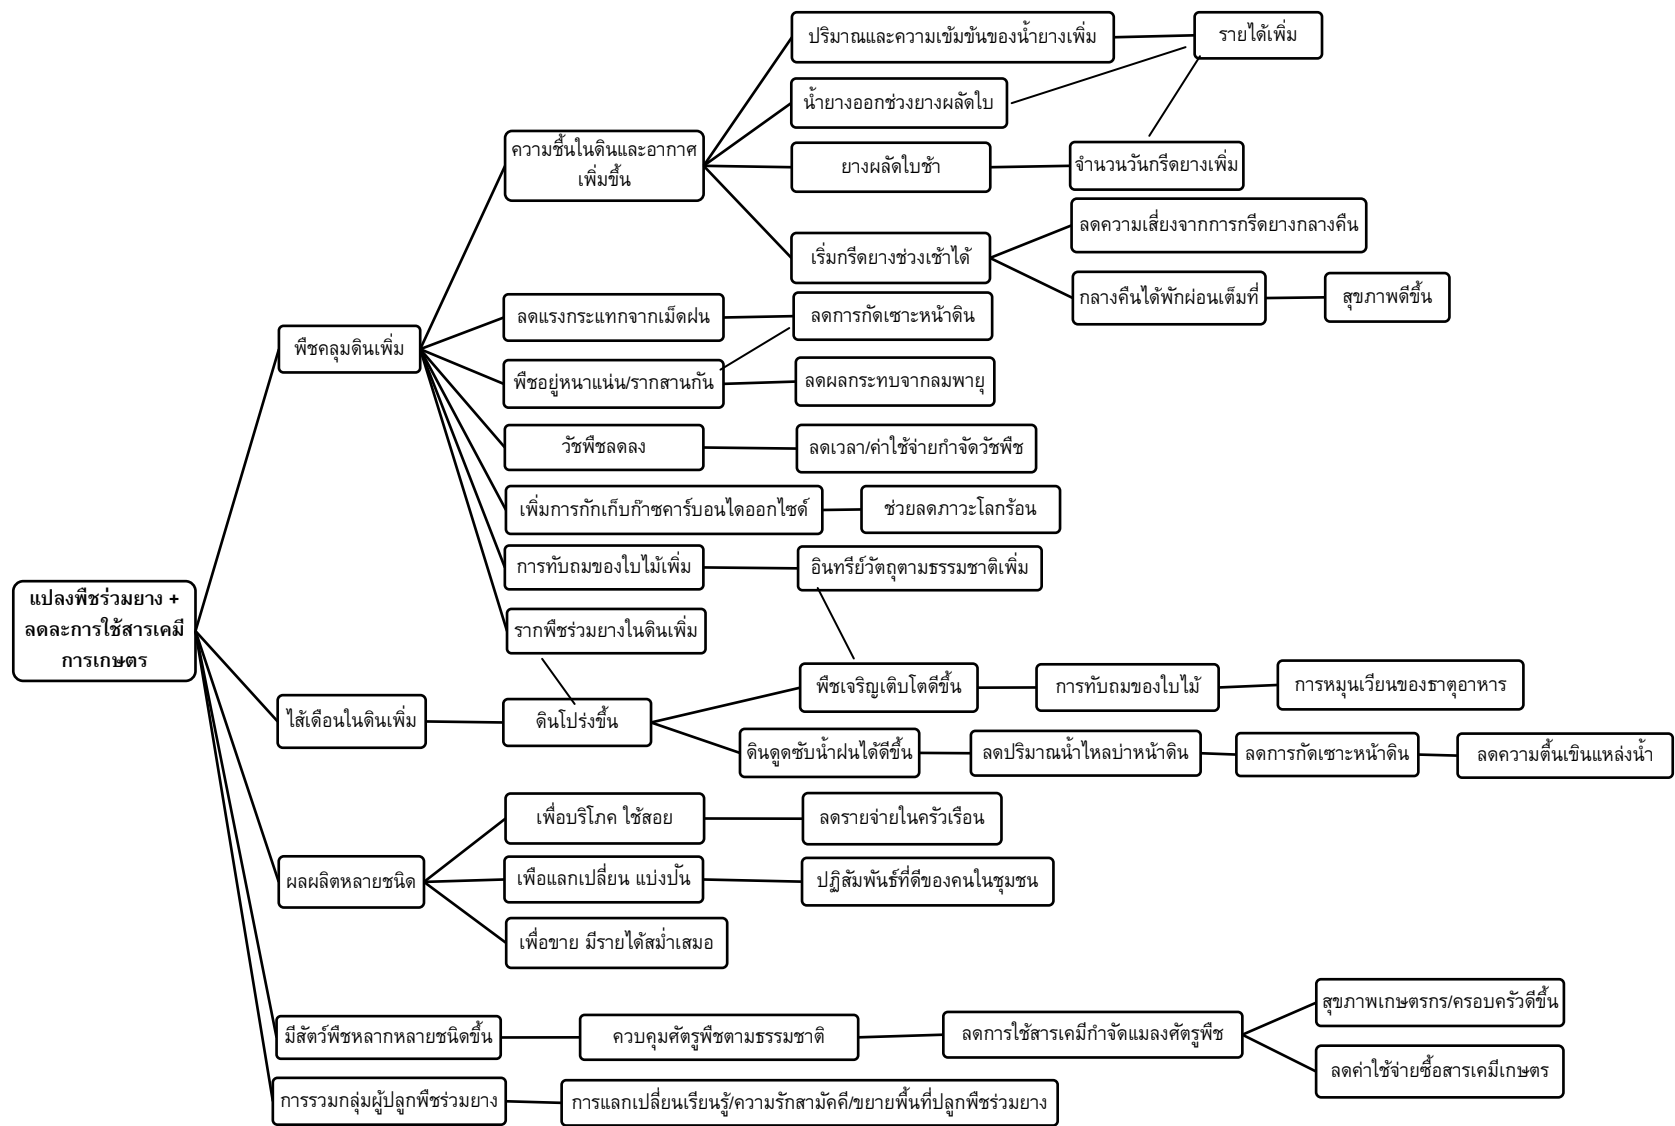 ปริมาณและความเข้มข้นของน้ำยางเพิ่ม
รายได้เพิ่ม
น้ำยางออกช่วงยางผลัดใบ
ความชื้นในดินและอากาศ
เพิ่มขึ้น
ยางผลัดใบช้า
จำนวนวันกรีดยางเพิ่ม
ลดความเสี่ยงจากการกรีดยางกลางคืน
เริ่มกรีดยางช่วงเช้าได้
กลางคืนได้พักผ่อนเต็มที่
สุขภาพดีขึ้น
ลดแรงกระแทกจากเม็ดฝน
ลดการกัดเซาะหน้าดิน
พืชคลุมดินเพิ่ม
พืชอยู่หนาแน่น/รากสานกัน
ลดผลกระทบจากลมพายุ
วัชพืชลดลง
ลดเวลา/ค่าใช้จ่ายกำจัดวัชพืช
เพิ่มการกักเก็บก๊าซคาร์บอนไดออกไซด์
ช่วยลดภาวะโลกร้อน
การทับถมของใบไม้เพิ่ม
อินทรีย์วัตถุตามธรรมชาติเพิ่ม
แปลงพืชร่วมยาง +
ลดละการใช้สารเคมี
การเกษตร
รากพืชร่วมยางในดินเพิ่ม
พืชเจริญเติบโตดีขึ้น
การทับถมของใบไม้
การหมุนเวียนของธาตุอาหาร
ไส้เดือนในดินเพิ่ม
ดินโปร่งขึ้น
ดินดูดซับน้ำฝนได้ดีขึ้น
ลดปริมาณน้ำไหลบ่าหน้าดิน
ลดการกัดเซาะหน้าดิน
ลดความตื้นเขินแหล่งน้ำ
เพื่อบริโภค ใช้สอย
ลดรายจ่ายในครัวเรือน
ผลผลิตหลายชนิด
เพือแลกเปลี่ยน แบ่งปัน
ปฏิสัมพันธ์ที่ดีของคนในชุมชน
เพื่อขาย มีรายได้สม่ำเสมอ
มีสัตว์พืชหลากหลายชนิดขึ้น
ควบคุมศัตรูพืชตามธรรมชาติ
ลดการใช้สารเคมีกำจัดแมลงศัตรูพืช
สุขภาพเกษตรกร/ครอบครัวดีขึ้น
ลดค่าใช้จ่ายซื้อสารเคมีเกษตร
การรวมกลุ่มผู้ปลูกพืชร่วมยาง
การแลกเปลี่ยนเรียนรู้/ความรักสามัคคี/ขยายพื้นที่ปลูกพืชร่วมยาง